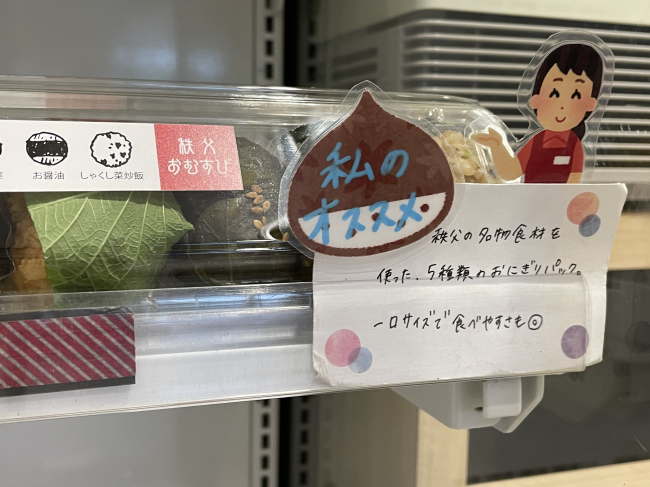 お醤油
しゃくし菜炒飯
秩父
おむすび
私の
オススメ
秩父の名物食材を
使った、5種類のおにぎりパック。
一口サイズで食べやすさも◎